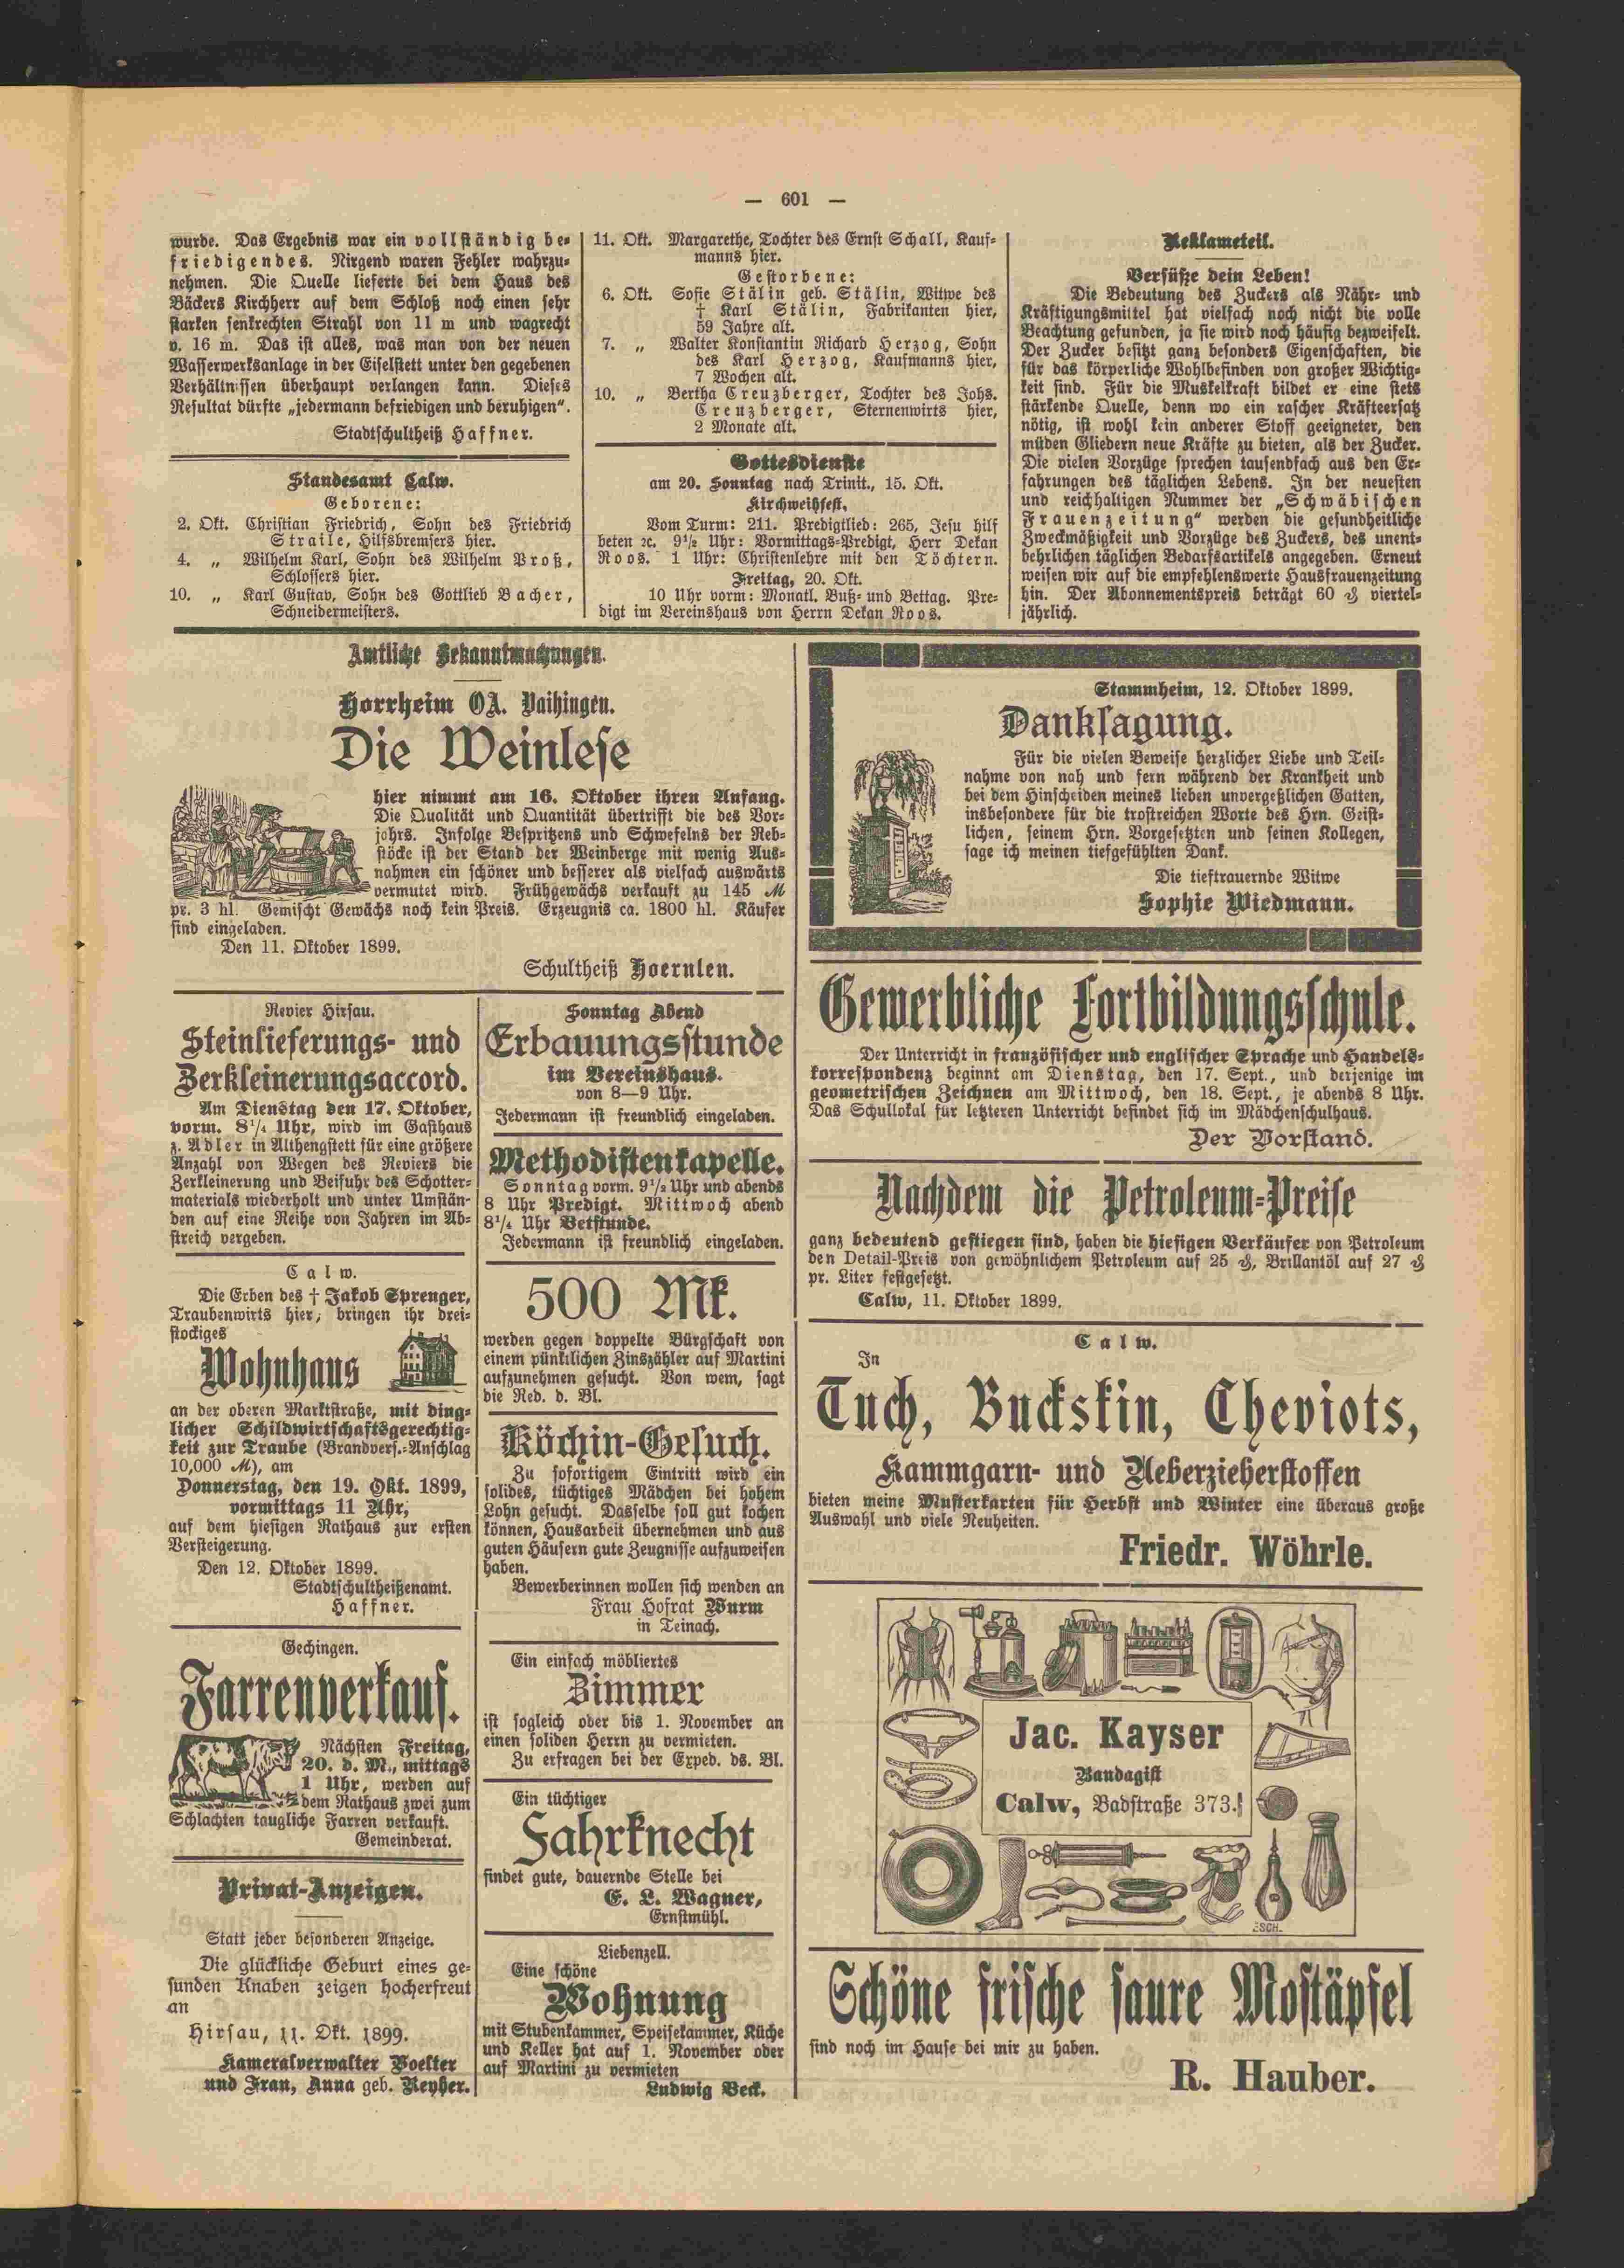 — 601 —
wurde. Das Ergebnis war ein vollständig be-
friedigendes. Nirgend waren Fehler wahrzu-
nehmen. Die Quelle lieferte bei dem Haus des
Bäckers Kirchherr auf dem Schloß noch einen sehr
starken senkrechten Strahl von 11 m und wagrecht
v. 16 m. Das ist alles, was man von der neuen
Wasserwerksanlage in der Eiselstett unter den gegebenen
Verhältnissen überhaupt verlangen kann. Dieses
Resultat dürfte „jedermann befriedigen und beruhigen“.
Stadtschultheiß Haffner.
Standesamt Calw.
Geborene:
2. Okt. Christian Friedrich, Sohn des Friedrich
Straile, Hilfsbremsers hier.
4. „ Wilhelm Karl, Sohn des Wilhelm Proß,
Schlossers hier.
10. „ Karl Gustav, Sohn des Gottlieb Bacher,
Schneidermeisters.
11. Okt. Margarethe, Tochter des Ernst Schall, Kauf-
manns hier.
Gestorbene:
6. Okt. Sofie Stälin geb. Stälin, Witwe des
† Karl Stälin, Fabrikanten hier,
59 Jahre alt.
7. „ Walter Konstantin Richard Herzog, Sohn
des Karl Herzog, Kaufmanns hier,
7 Wochen alt.
10. „ Bertha Creuzberger, Tochter des Johs.
Creuzberger, Sternenwirts hier,
2 Monate alt.
Gottesdienste
am 20. Sonntag nach Trinit., 15. Okt.
Kirchweihfest.
Vom Turm: 211. Predigtlied: 265, Jesu hilf
beten ꝛc. 9½ Uhr: Vormittags-Predigt, Herr Dekan
Roos. 1 Uhr: Christenlehre mit den Töchtern.
Freitag, 20. Okt.
10 Uhr vorm: Monatl. Buß- und Bettag. Pre-
digt im Vereinshaus von Herrn Dekan Roos.
Reklameteil.
Versüße dein Leben!
Die Bedeutung des Zuckers als Nähr- und
Kräftigungsmittel hat vielfach noch nicht die volle
Beachtung gefunden, ja sie wird noch häufig bezweifelt.
Der Zucker besitzt ganz besonders Eigenschaften, die
für das körperliche Wohlbefinden von großer Wichtig-
keit sind. Für die Muskelkraft bildet er eine stets
stärkende Quelle, denn wo ein rascher Kräfteersatz
nötig, ist wohl kein anderer Stoff geeigneter, den
müden Gliedern neue Kräfte zu bieten, als der Zucker.
Die vielen Vorzüge sprechen tausendfach aus den Er-
fahrungen des täglichen Lebens. In der neuesten
und reichhaltigen Nummer der „Schwäbischen
Frauenzeitung“ werden die gesundheitliche
Zweckmäßigkeit und Vorzüge des Zuckers, des unent-
behrlichen täglichen Bedarfsartikels angegeben. Erneut
weisen wir auf die empfehlenswerte Hausfrauenzeitung
hin. Der Abonnementspreis beträgt 60 ₰ viertel-
jährlich.
Amtliche Bekanntmachungen.
Horrheim OA. Vaihingen.
Die Weinlese
hier nimmt am 16. Oktober ihren Anfang.
Die Qualität und Quantität übertrifft die des Vor-
jahrs. Infolge Bespritzens und Schwefelns der Reb-
stöcke ist der Stand der Weinberge mit wenig Aus-
nahmen ein schöner und besserer als vielfach auswärts
vermutet wird. Frühgewächs verkauft zu 145 ℳ
pr. 3 hl. Gemischt Gewächs noch kein Preis. Erzeugnis ca. 1800 hl. Käufer
sind eingeladen.
Den 11. Oktober 1899.
Schultheiß Hoernlen.
Revier Hirsau.
Steinlieferungs- und
Zerkleinerungsaccord.
Am Dienstag den 17. Oktober,
vorm. 8¼ Uhr, wird im Gasthaus
z. Adler in Althengstett für eine größere
Anzahl von Wegen des Reviers die
Zerkleinerung und Beifuhr des Schotter-
materials wiederholt und unter Umstän-
den auf eine Reihe von Jahren im Ab-
streich vergeben.
Calw.
Die Erben des † Jakob Sprenger,
Traubenwirts hier, bringen ihr drei-
stockiges
Wohnhaus
an der oberen Marktstraße, mit ding-
licher Schildwirtschaftsgerechtig-
keit zur Traube (Brandvers.-Anschlag
10,000 ℳ), am
Donnerstag, den 19. Okt. 1899,
vormittags 11 Uhr,
auf dem hiesigen Rathaus zur ersten
Versteigerung.
Den 12. Oktober 1899.
Stadtschultheißenamt.
Haffner.
Gechingen.
Farrenverkauf.
Nächsten Freitag,
20. d. M., mittags
1 Uhr, werden auf
dem Rathaus zwei zum
Schlachten taugliche Farren verkauft.
Gemeinderat.
Privat-Anzeigen.
Statt jeder besonderen Anzeige.
Die glückliche Geburt eines ge-
sunden Knaben zeigen hocherfreut
an
Hirsau, 11. Okt. 1899.
Kameralverwalter Voelter
und Frau, Anna geb. Reyher.
Sonntag Abend
Erbauungsstunde
im Vereinshaus.
von 8—9 Uhr.
Jedermann ist freundlich eingeladen.
Methodistenkapelle.
Sonntag vorm. 9½ Uhr und abends
8 Uhr Predigt. Mittwoch abend
8¼ Uhr Betstunde.
Jedermann ist freundlich eingeladen.
500 Mk.
werden gegen doppelte Bürgschaft von
einem pünktlichen Zinszähler auf Martini
aufzunehmen gesucht. Von wem, sagt
die Red. d. Bl.
Köchin-Gesuch.
Zu sofortigem Eintritt wird ein
solides, tüchtiges Mädchen bei hohem
Lohn gesucht. Dasselbe soll gut kochen
können, Hausarbeit übernehmen und aus
guten Häusern gute Zeugnisse aufzuweisen
haben.
Bewerberinnen wollen sich wenden an
Frau Hofrat Wurm
in Teinach.
Ein einfach möbliertes
Zimmer
ist sogleich oder bis 1. November an
einen soliden Herrn zu vermieten.
Zu erfragen bei der Exped. ds. Bl.
Ein tüchtiger
Fahrknecht
findet gute, dauernde Stelle bei
E. L. Wagner,
Ernstmühl.
Liebenzell.
Eine schöne
Wohnung
mit Stubenkammer, Speisekammer, Küche
und Keller hat auf 1. November oder
auf Martini zu vermieten
Ludwig Beck.
Stammheim, 12. Oktober 1899.
Danksagung.
Für die vielen Beweise herzlicher Liebe und Teil-
nahme von nah und fern während der Krankheit und
bei dem Hinscheiden meines lieben unvergeßlichen Gatten,
insbesondere für die trostreichen Worte des Hrn. Geist-
lichen, seinem Hrn. Vorgesetzten und seinen Kollegen,
sage ich meinen tiefgefühlten Dank.
Die tieftrauernde Witwe
Sophie Wiedmann.
Gewerbliche Fortbildungsschule.
Der Unterricht in französischer und englischer Sprache und Handels-
korrespondenz beginnt am Dienstag, den 17. Sept., und derjenige im
geometrischen Zeichnen am Mittwoch, den 18. Sept., je abends 8 Uhr.
Das Schullokal für letzteren Unterricht befindet sich im Mädchenschulhaus.
Der Vorstand.
Nachdem die Petroleum-Preise
ganz bedeutend gestiegen sind, haben die hiesigen Verkäufer von Petroleum
den Detail-Preis von gewöhnlichem Petroleum auf 25 ₰, Brillantöl auf 27 ₰
pr. Liter festgesetzt.
Calw, 11. Oktober 1899.
Calw.
In
Tuch, Buckskin, Cheviots,
Kammgarn- und Ueberzieherstoffen
bieten meine Musterkarten für Herbst und Winter eine überaus große
Auswahl und viele Neuheiten.
Friedr. Wöhrle.
Jac. Kayser
Bandagist
Calw, Badstraße 373.
ESCH.
Schöne frische saure Mostäpfel
sind noch im Hause bei mir zu haben.
R. Hauber.